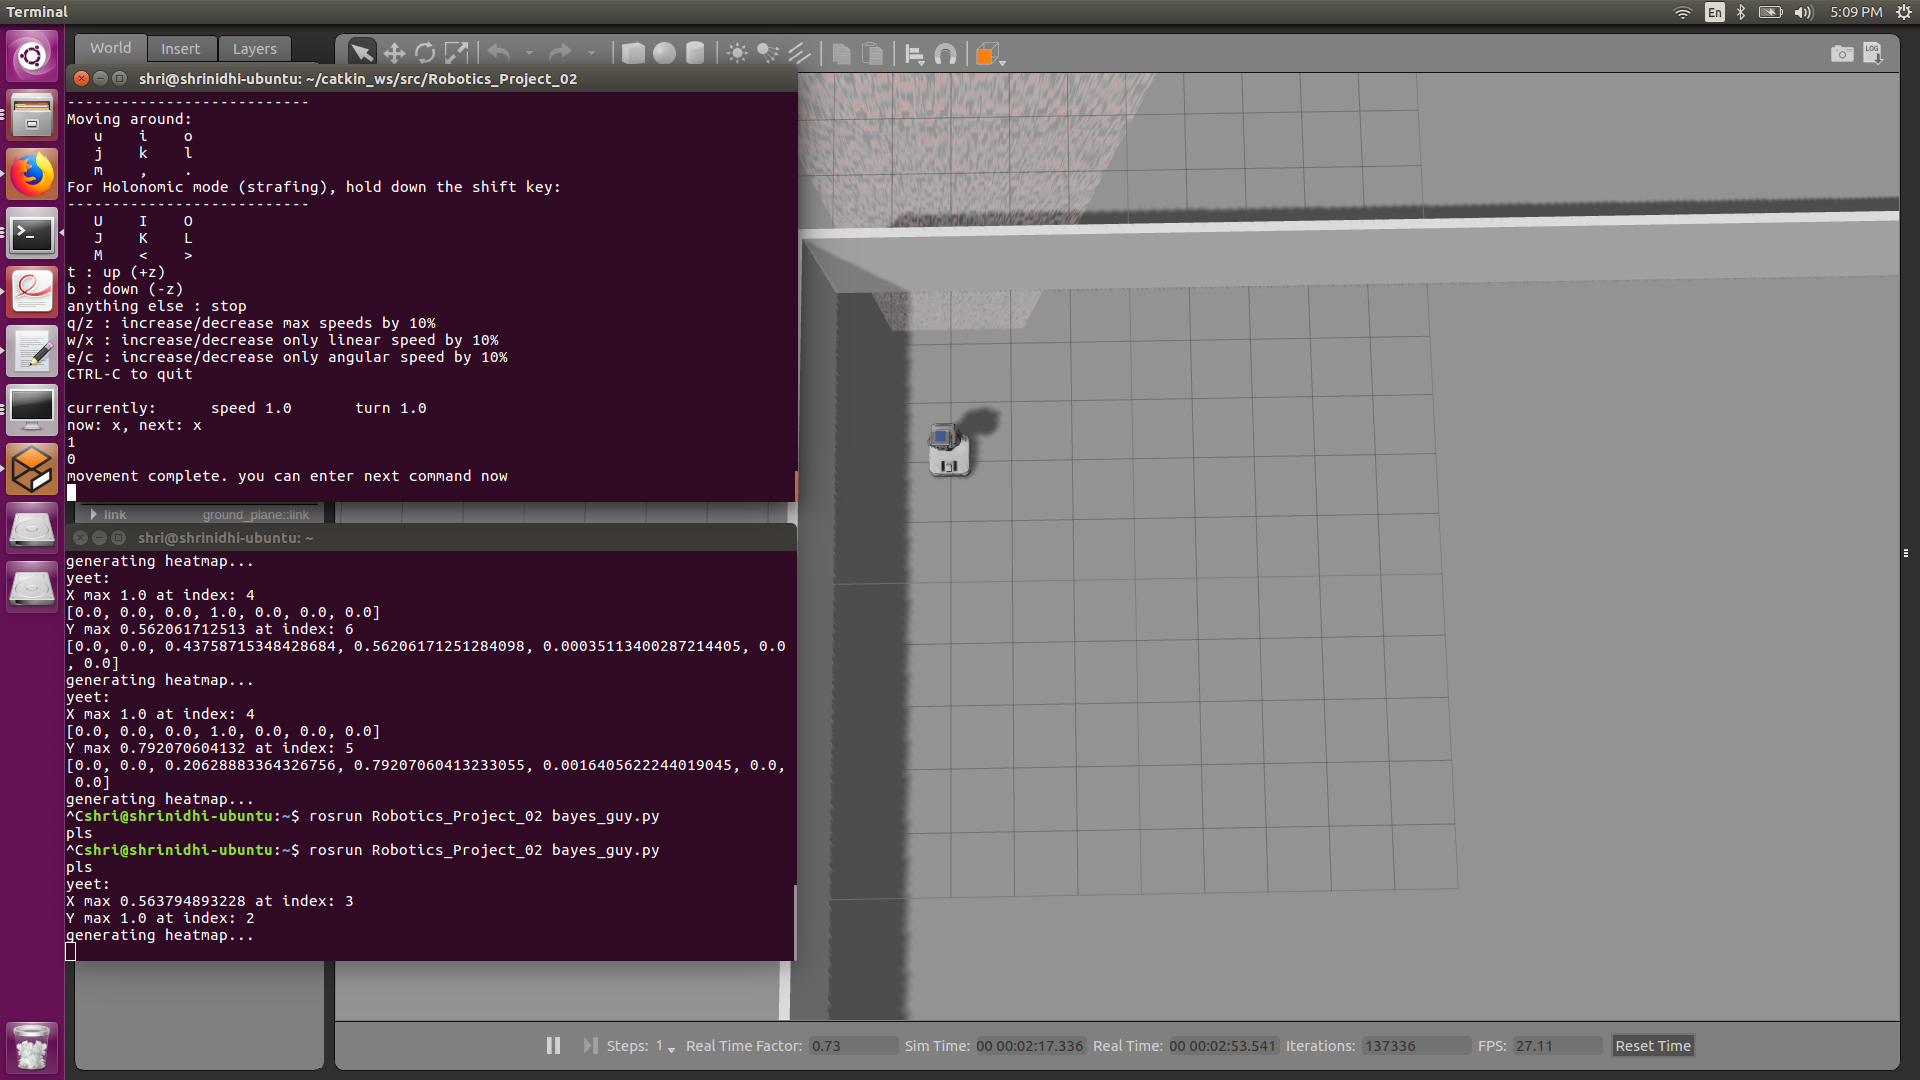 Terminal
En
5:09 PM
World Insert Layers
LOG
shri@shrinidhi-ubuntu: ~/catkin_ws/src/Robotics_Project_02
---------------------------
Moving around:
u i o
j k l
m , .
For Holonomic mode (strafing), hold down the shift key:
---------------------------
U I O
J K L
M < >
t : up (+z)
b : down (-z)
anything else : stop
q/z : increase/decrease max speeds by 10%
w/x : increase/decrease only linear speed by 10%
e/c : increase/decrease only angular speed by 10%
CTRL-C to quit
currently: speed 1.0 turn 1.0
now: x, next: x
1
0
movement complete. you can enter next command now
link ground_plane::link
shri@shrinidhi-ubuntu: ~
generating heatmap...
yeet:
X max 1.0 at index: 4
[0.0, 0.0, 0.0, 1.0, 0.0, 0.0, 0.0]
Y max 0.562061712513 at index: 6
[0.0, 0.0, 0.43758715348428684, 0.56206171251284098, 0.00035113400287214405, 0.0
, 0.0]
generating heatmap...
yeet:
X max 1.0 at index: 4
[0.0, 0.0, 0.0, 1.0, 0.0, 0.0, 0.0]
Y max 0.792070604132 at index: 5
[0.0, 0.0, 0.20628883364326756, 0.79207060413233055, 0.0016405622244019045, 0.0,
0.0]
generating heatmap...
^Cshri@shrinidhi-ubuntu:~$ rosrun Robotics_Project_02 bayes_guy.py
pls
^Cshri@shrinidhi-ubuntu:~$ rosrun Robotics_Project_02 bayes_guy.py
pls
yeet:
X max 0.563794893228 at index: 3
Y max 1.0 at index: 2
generating heatmap...
Steps: 1 Real Time Factor: 0.73 Sim Time: 00 00:02:17.336 Real Time: 00 00:02:53.541 Iterations: 137336 FPS: 27.11 Reset Time